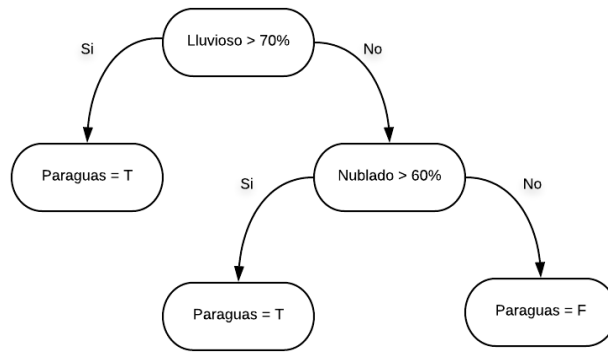 Lluvioso > 70%
Si
No
Paraguas = T
Nublado > 60%
Si
No
Paraguas = T
Paraguas = F